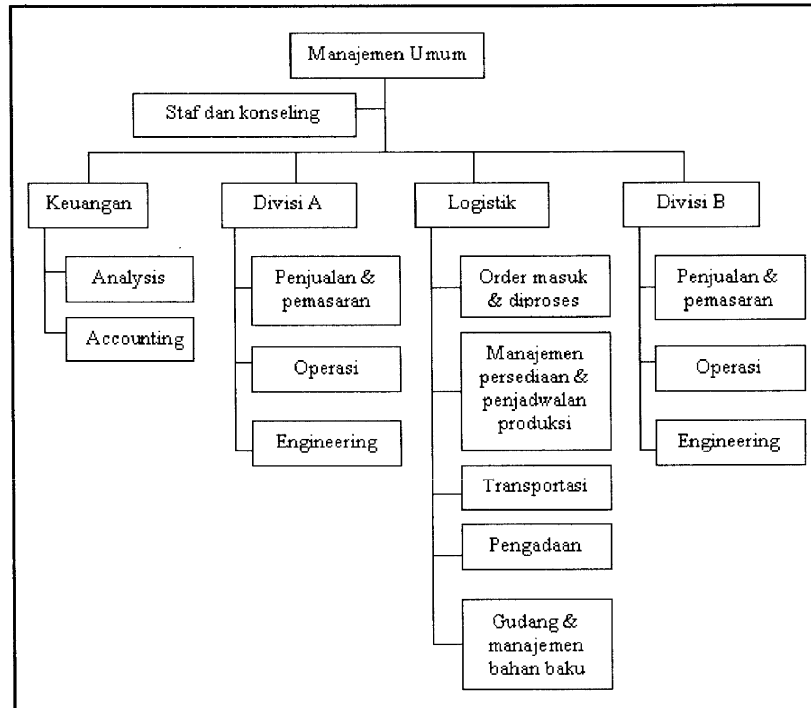 Manajemen Umum
Staf dan konseling
Keuangan
Divisi A
Logistik
Divisi B
Analysis
Accounting
Penjualan &
pemasaran
Operasi
Engineering
Order masuk
& diproses
Manajemen
persediaan &
penjadwalan
produksi
Transportasi
Pengadaan
Gudang &
manajemen
bahan baku
Penjualan &
pemasaran
Operasi
Engineering